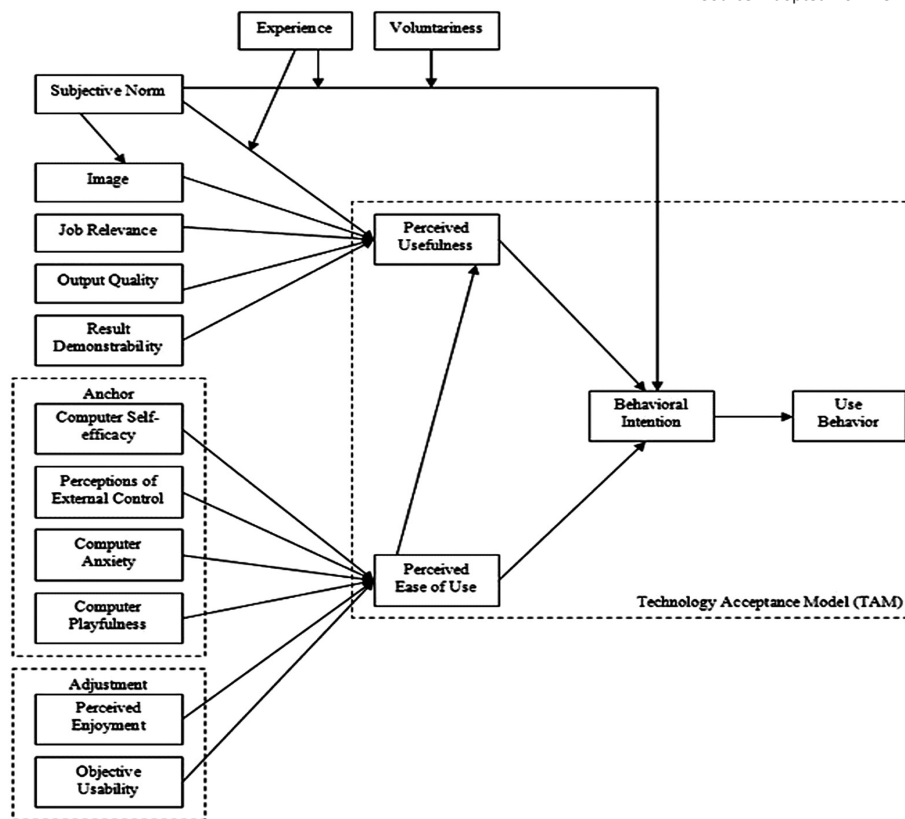 Experience
Voluntariness
Subjective Norm
Image
Job Relevance
Output Quality
Result
Demonstrability
Perceived
Usefulness
Anchor
Computer Self-
efficacy
Perceptions of
External Control
Computer
Anxiety
Computer
Playfulness
Behavioral
Intention
Use
Behavior
Perceived
Ease of Use
Technology Acceptance Model (TAM)
Adjustment
Perceived
Enjoyment
Objective
Usability